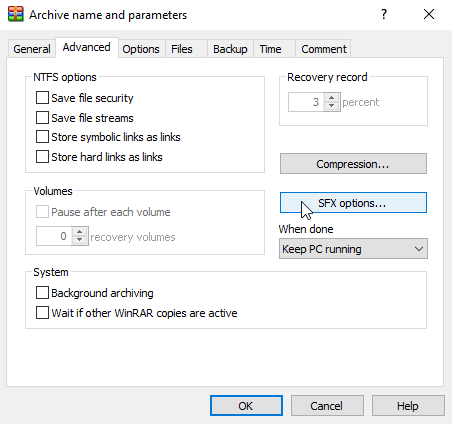 Archive name and parameters
General Advanced Options Files Backup Time Comment
NTFS options
Save file security
Save file streams
Store symbolic links as links
Store hard links as links
Recovery record
3 percent
Compression...
Volumes
Pause after each volume
0 recovery volumes
SFX options...
When done
Keep PC running
System
Background archiving
Wait if other WinRAR copies are active
OK Cancel Help